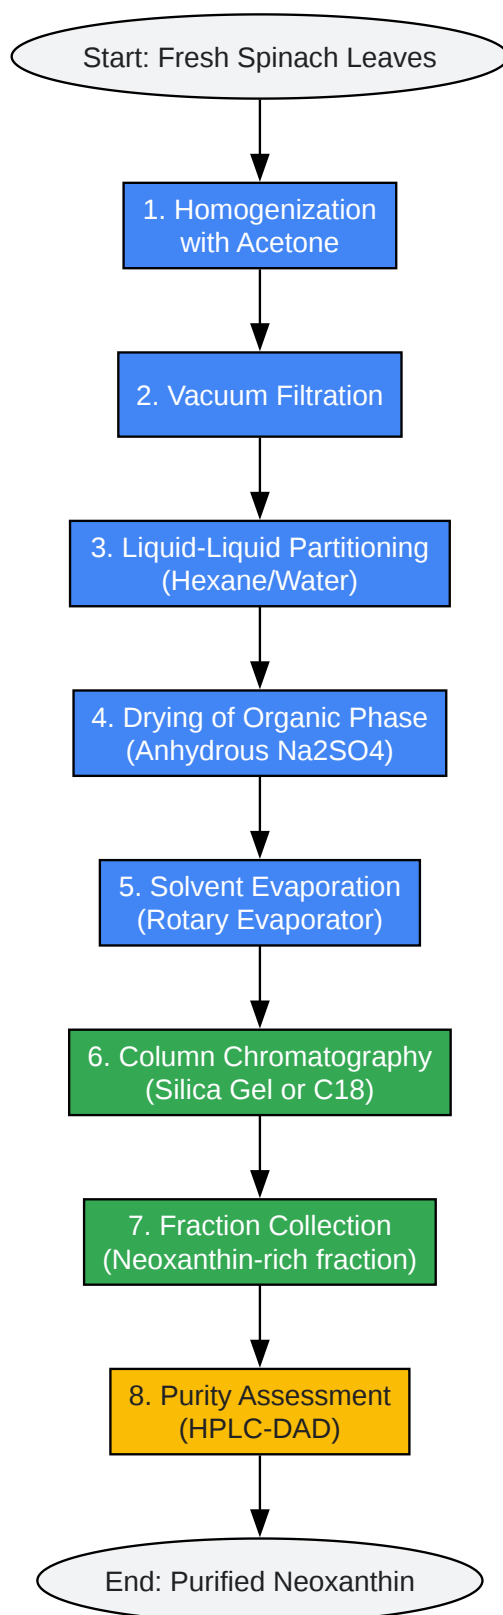 Start: Fresh Spinach Leaves
1. Homogenization
with Acetone
2. Vacuum Filtration
3. Liquid-Liquid Partitioning
(Hexane/Water)
4. Drying of Organic Phase
(Anhydrous Na2SO4)
5. Solvent Evaporation
(Rotary Evaporator)
6. Column Chromatography
(Silica Gel or C18)
7. Fraction Collection
(Neoxanthin-rich fraction)
8. Purity Assessment
(HPLC-DAD)
End: Purified Neoxanthin